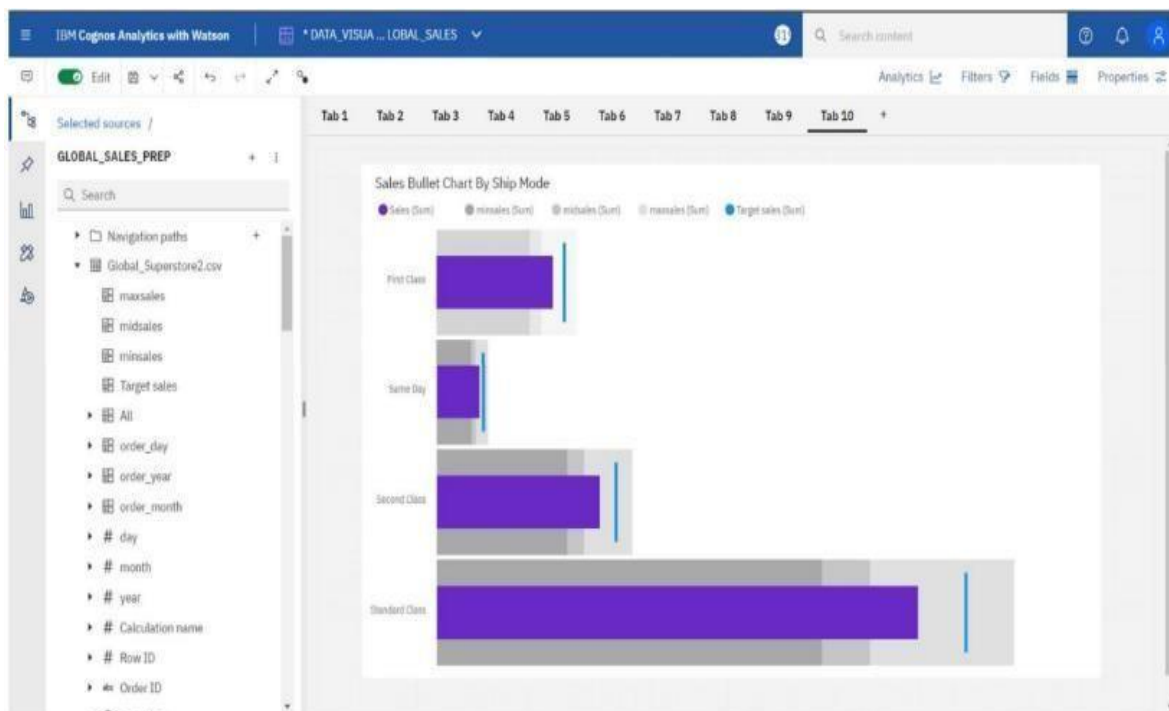 IBM Cognos Analytics with Watson
* DATA_VISUA ... LOBAL_SALES
Search content
Edit
Analytics
Filters
Fields
Properties
Selected sources /
GLOBAL_SALES_PREP
Search
Navigation paths
Global_Superstore2.csv
maxsales
midsales
minsales
Target sales
All
order_day
order_year
order_month
# day
# month
# year
# Calculation name
# Row ID
abc Order ID
Tab 1 Tab 2 Tab 3 Tab 4 Tab 5 Tab 6 Tab 7 Tab 8 Tab 9 Tab 10 +
Sales Bullet Chart By Ship Mode
Sales (Sum) minsales (Sum) midsales (Sum) maxsales (Sum) Target sales (Sum)
First Class
Same Day
Second Class
Standard Class